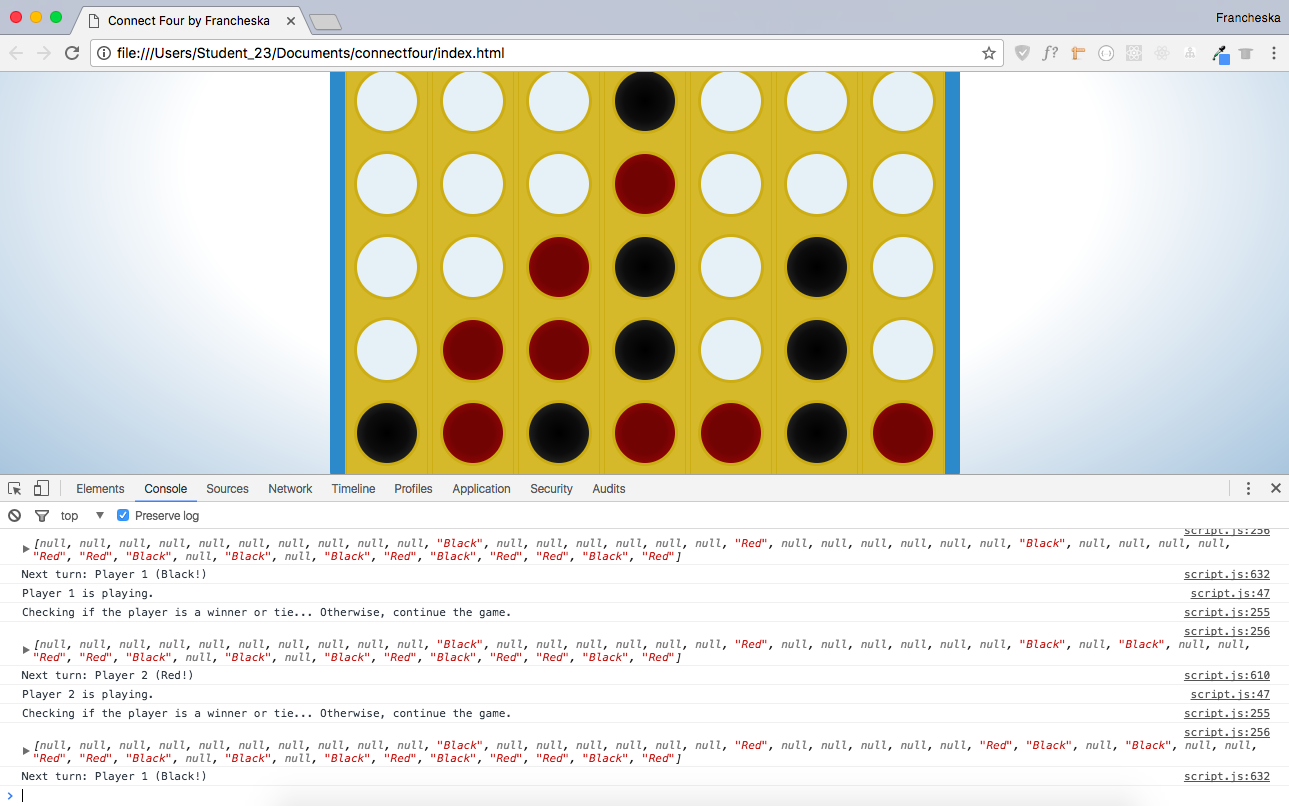 Connect Four by Francheska
Francheska
file:///Users/Student_23/Documents/connectfour/index.html
f?
Elements Console Sources Network Timeline Profiles Application Security Audits
top Preserve log
script.js:256
[null, null, null, null, null, null, null, null, null, null, "Black", null, null, null, null, null, null, "Red", null, null, null, null, null, null, "Black", null, null, null, null,
"Red", "Red", "Black", null, "Black", null, "Black", "Red", "Black", "Red", "Red", "Black", "Red"]
Next turn: Player 1 (Black!) script.js:632
Player 1 is playing. script.js:47
Checking if the player is a winner or tie... Otherwise, continue the game. script.js:255
script.js:256
[null, null, null, null, null, null, null, null, null, null, "Black", null, null, null, null, null, null, "Red", null, null, null, null, null, null, "Black", null, "Black", null, null,
"Red", "Red", "Black", null, "Black", null, "Black", "Red", "Black", "Red", "Red", "Black", "Red"]
Next turn: Player 2 (Red!) script.js:610
Player 2 is playing. script.js:47
Checking if the player is a winner or tie... Otherwise, continue the game. script.js:255
script.js:256
[null, null, null, null, null, null, null, null, null, null, "Black", null, null, null, null, null, null, "Red", null, null, null, null, null, "Red", "Black", null, "Black", null, null,
"Red", "Red", "Black", null, "Black", null, "Black", "Red", "Black", "Red", "Red", "Black", "Red"]
Next turn: Player 1 (Black!) script.js:632